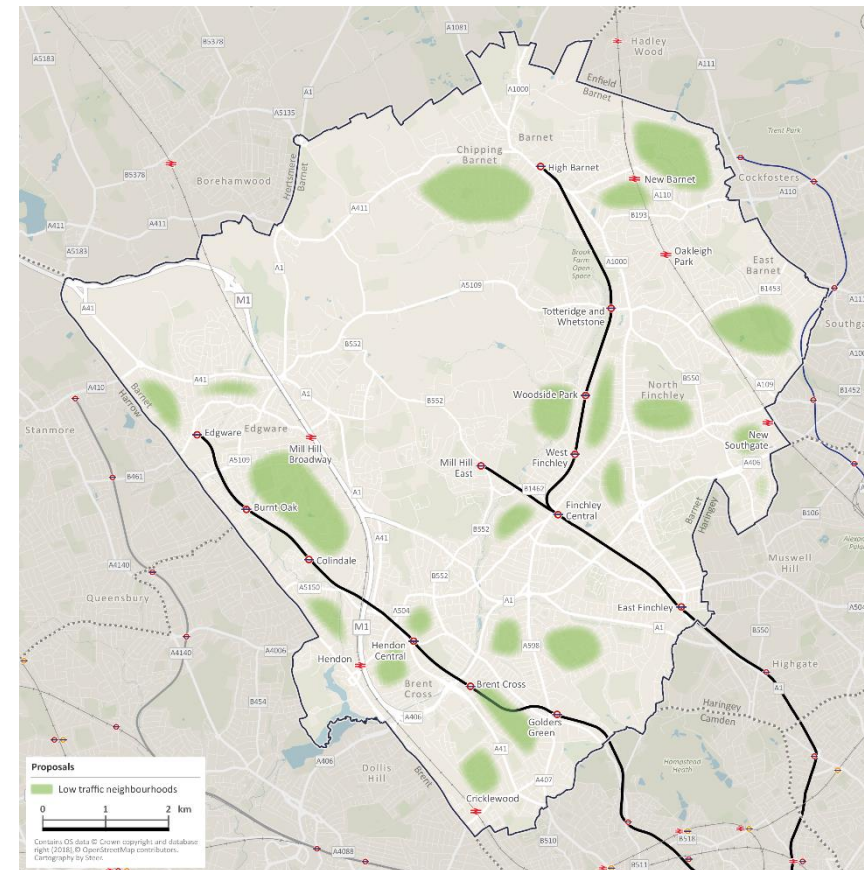 A1081
B5378
A5183
A1
Hadley
Wood
A111
A1000
Enfield
Barnet
A5135
Barnet
Trent Park
Chipping
Barnet
High Barnet
B5378
Borehamwood
Hertsmere
Barnet
New Barnet
Cockfosters
A110
A110
A411
A411
A411
B193
A5183
Oakleigh
Park
A1
A1000
East
Barnet
A41
M1
A5109
B1453
Totteridge and
Whetstone
Southgate
B552
A41
A1
B552
B550
A410
Barnet
Harrow
Woodside Park
North
Finchley
A109
B1452
Stanmore
Edgware
Edgware
Mill Hill
Broadway
New
Southgate
B461
A5109
Mill Hill
East
West
Finchley
A406
B1462
Burnt Oak
A1
Finchley
Central
Barnet
Haringey
B106
A41
B552
Muswell
Hill
A4140
Colindale
Queensbury
A5150
B552
A504
A1
East Finchley
A504
M1
A1
B550
A4006
Hendon
Central
A598
A4140
Hendon
Highgate
Brent Cross
B454
Brent
Cross
A1
Golders
Green
Haringey
Camden
A406
A41
A406
Dollis
Hill
Brent
A407
Hampstead
Heath
Cricklewood
B510
B518
A4088
B511
Proposals
Low traffic neighbourhoods
0 1 2 km
Contains OS data © Crown copyright and database
right (2018), © OpenStreetMap contributors.
Cartography by Steer.